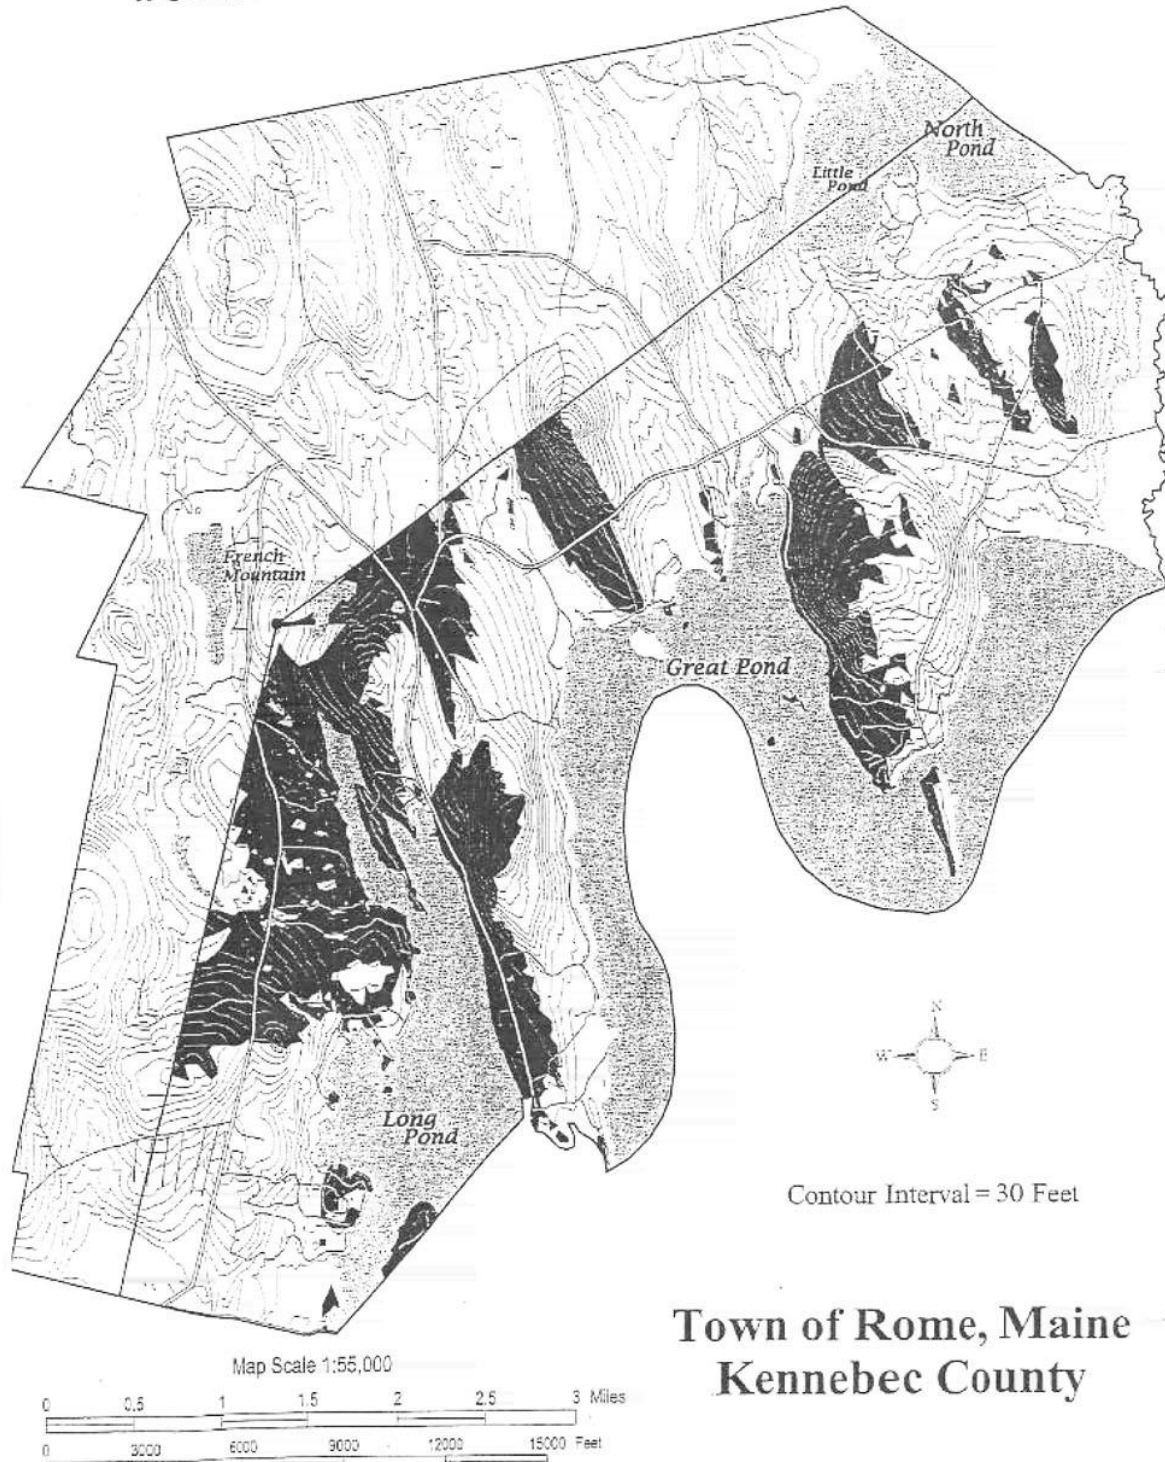 North
Pond
Little
Pond
French
Mountain
Great Pond
N
W E
S
Long
Pond
Contour Interval = 30 Feet
Town of Rome, Maine
Kennebec County
Map Scale 1:55,000
0 0.5 1 1.5 2 2.5 3 Miles
0 3000 6000 9000 12000 15000 Feet